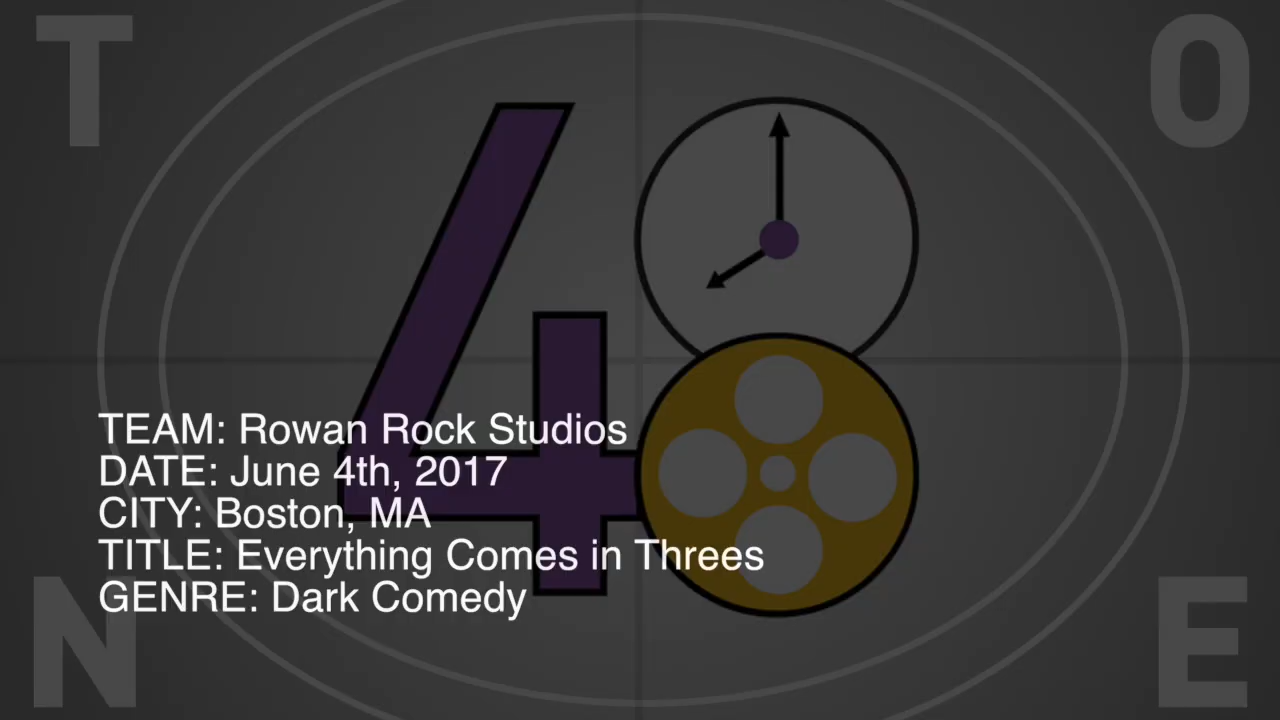 T O
48
TEAM: Rowan Rock Studios
DATE: June 4th, 2017
CITY: Boston, MA
TITLE: Everything Comes in Threes
GENRE: Dark Comedy
N E